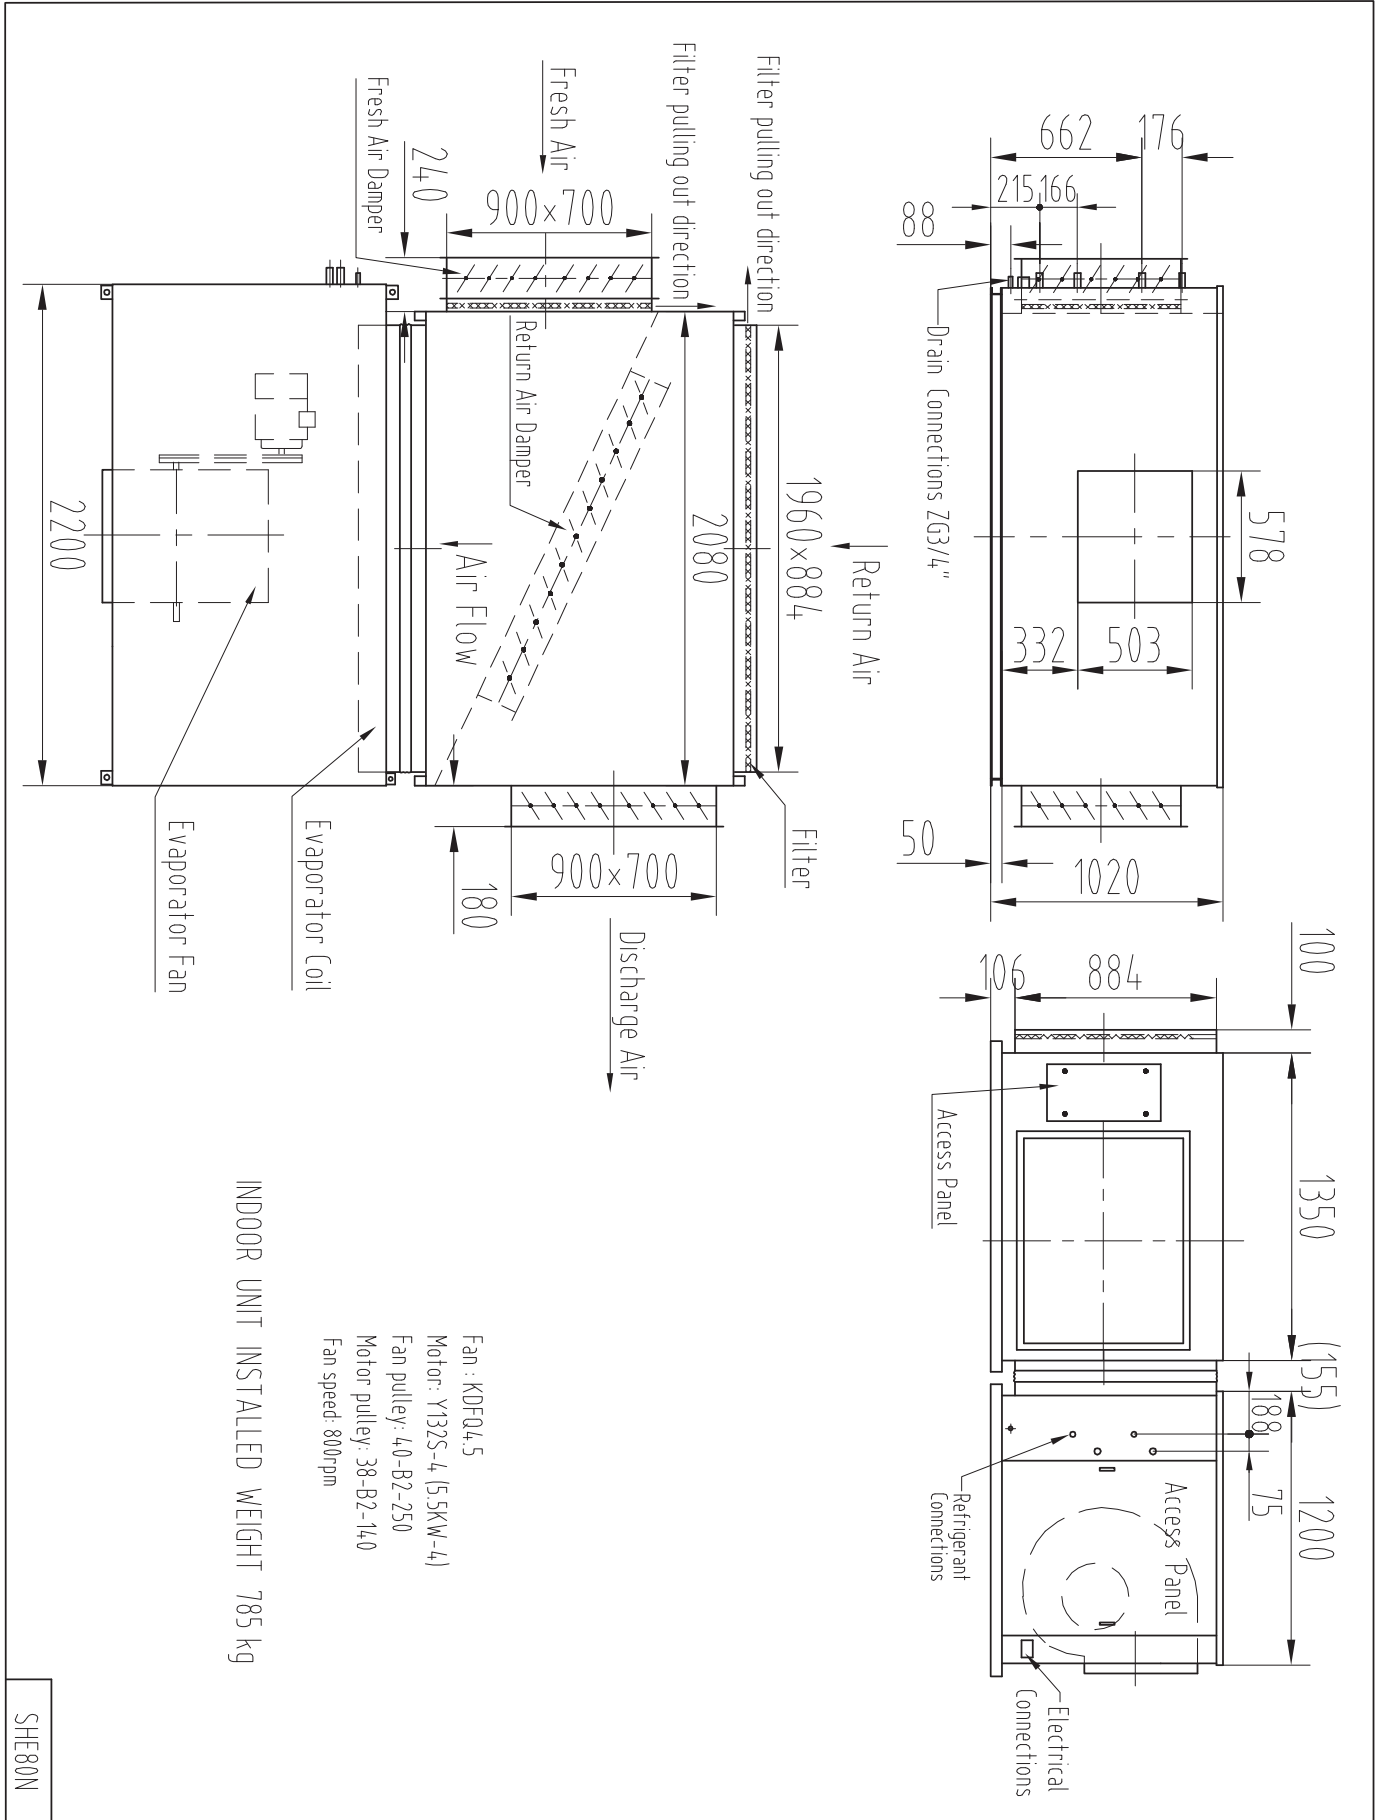 662
176
215
166
88
Drain Connections ZG3/4"
578
332
503
50
1020
100
1350
(155)
1200
106
884
188
75
Access Panel
Access Panel
Refrigerant
Connections
Electrical
Connections
Filter pulling out direction
Filter pulling out direction
Fresh Air
900×700
240
Fresh Air Damper
Return Air Damper
1960×884
Return Air
2080
Air Flow
Filter
900×700
180
Discharge Air
2200
Evaporator Coil
Evaporator Fan
Fan : KDFQ4.5
Motor: Y132S-4 (5.5KW-4)
Fan pulley: 40-B2-250
Motor pulley: 38-B2-140
Fan speed: 800rpm
INDOOR UNIT INSTALLED WEIGHT 785 kg
SHE80N